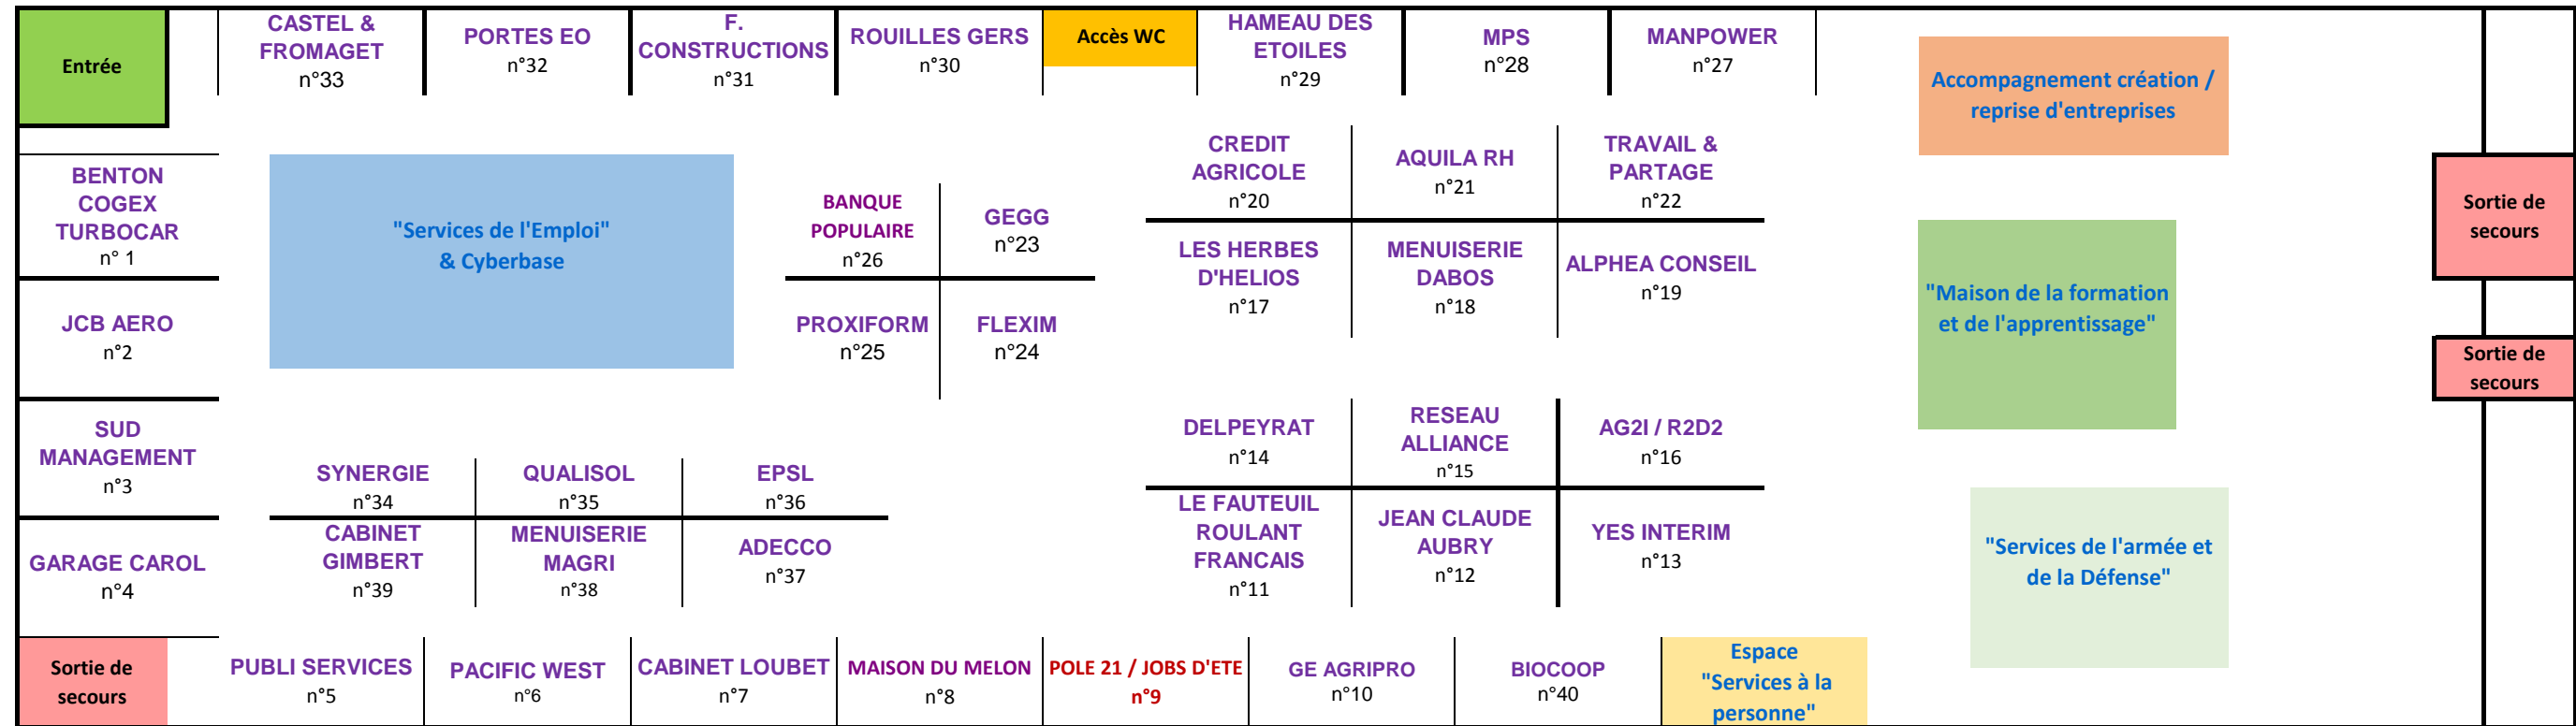 Entrée
CASTEL &
FROMAGET
n°33
PORTES EO
n°32
F.
CONSTRUCTIONS
n°31
ROUILLES GERS
n°30
Accès WC
HAMEAU DES
ETOILES
n°29
MPS
n°28
MANPOWER
n°27
Accompagnement création /
reprise d'entreprises
BENTON
COGEX
TURBOCAR
n° 1
"Services de l'Emploi"
& Cyberbase
BANQUE
POPULAIRE
n°26
GEGG
n°23
CREDIT
AGRICOLE
n°20
AQUILA RH
n°21
TRAVAIL &
PARTAGE
n°22
Sortie de
secours
JCB AERO
n°2
PROXIFORM
n°25
FLEXIM
n°24
LES HERBES
D'HELIOS
n°17
MENUISERIE
DABOS
n°18
ALPHEA CONSEIL
n°19
"Maison de la formation
et de l'apprentissage"
Sortie de
secours
SUD
MANAGEMENT
n°3
SYNERGIE
n°34
QUALISOL
n°35
EPSL
n°36
DELPEYRAT
n°14
RESEAU
ALLIANCE
n°15
AG2I / R2D2
n°16
GARAGE CAROL
n°4
CABINET
GIMBERT
n°39
MENUISERIE
MAGRI
n°38
ADECCO
n°37
LE FAUTEUIL
ROULANT
FRANCAIS
n°11
JEAN CLAUDE
AUBRY
n°12
YES INTERIM
n°13
"Services de l'armée et
de la Défense"
Sortie de
secours
PUBLI SERVICES
n°5
PACIFIC WEST
n°6
CABINET LOUBET
n°7
MAISON DU MELON
n°8
POLE 21 / JOBS D'ETE
n°9
GE AGRIPRO
n°10
BIOCOOP
n°40
Espace
"Services à la
personne"